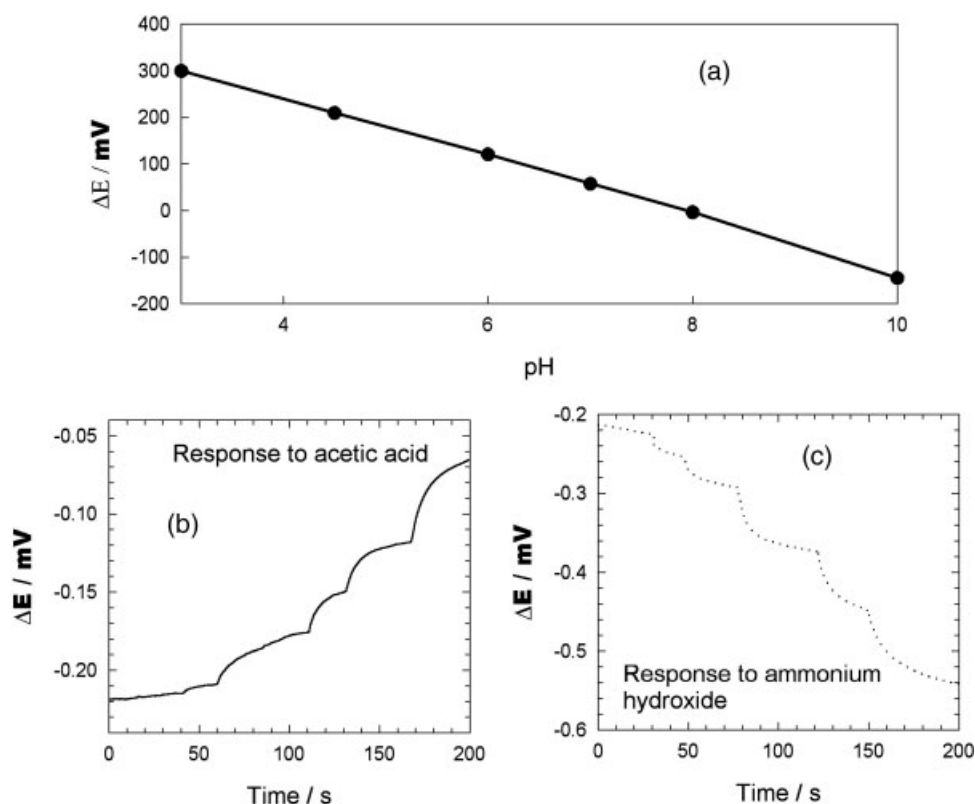 400
300
200
100
0
-100
-200
ΔE / mV
(a)
4 6 8 10
pH
-0.05
-0.10
-0.15
-0.20
ΔE / mV
Response to acetic acid
(b)
0 50 100 150 200
Time / s
-0.2
-0.3
-0.4
-0.5
-0.6
ΔE / mV
(c)
Response to ammonium
hydroxide
0 50 100 150 200
Time / s